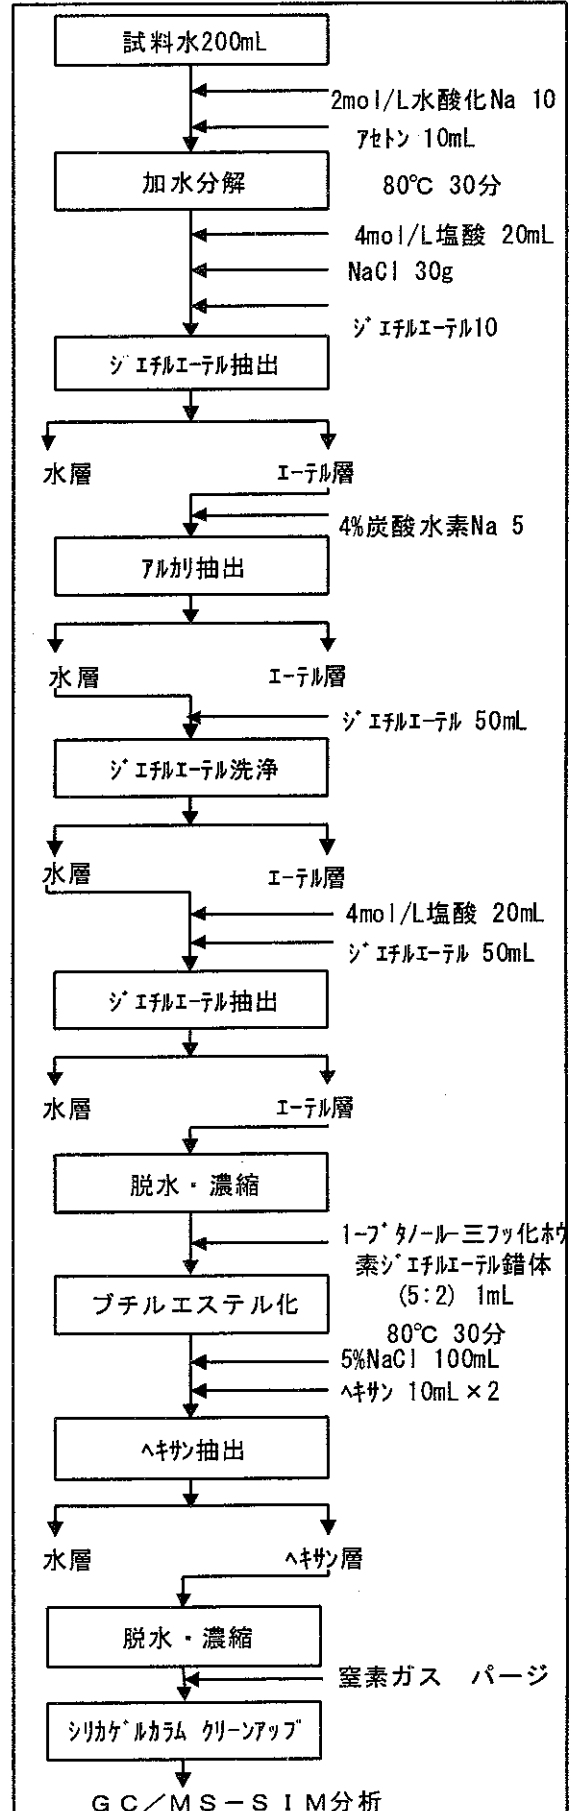 試料水200mL
2mol/L水酸化Na 10
アセトン 10mL
加水分解
80℃ 30分
4mol/L塩酸 20mL
NaCl 30g
ジエチルエーテル10
ジエチルエーテル抽出
水層 エーテル層
4%炭酸水素Na 5
アルカリ抽出
水層 エーテル層
ジエチルエーテル 50mL
ジエチルエーテル洗浄
水層 エーテル層
4mol/L塩酸 20mL
ジエチルエーテル 50mL
ジエチルエーテル抽出
水層 エーテル層
脱水・濃縮
1-ブタノール-三フッ化ホウ
素ジエチルエーテル錯体
(5:2) 1mL
ブチルエステル化
80℃ 30分
5%NaCl 100mL
ヘキサン 10mL×2
ヘキサン抽出
水層 ヘキサン層
脱水・濃縮
窒素ガス パージ
シリカゲルカラム クリーンアップ
GC/MS-SIM分析